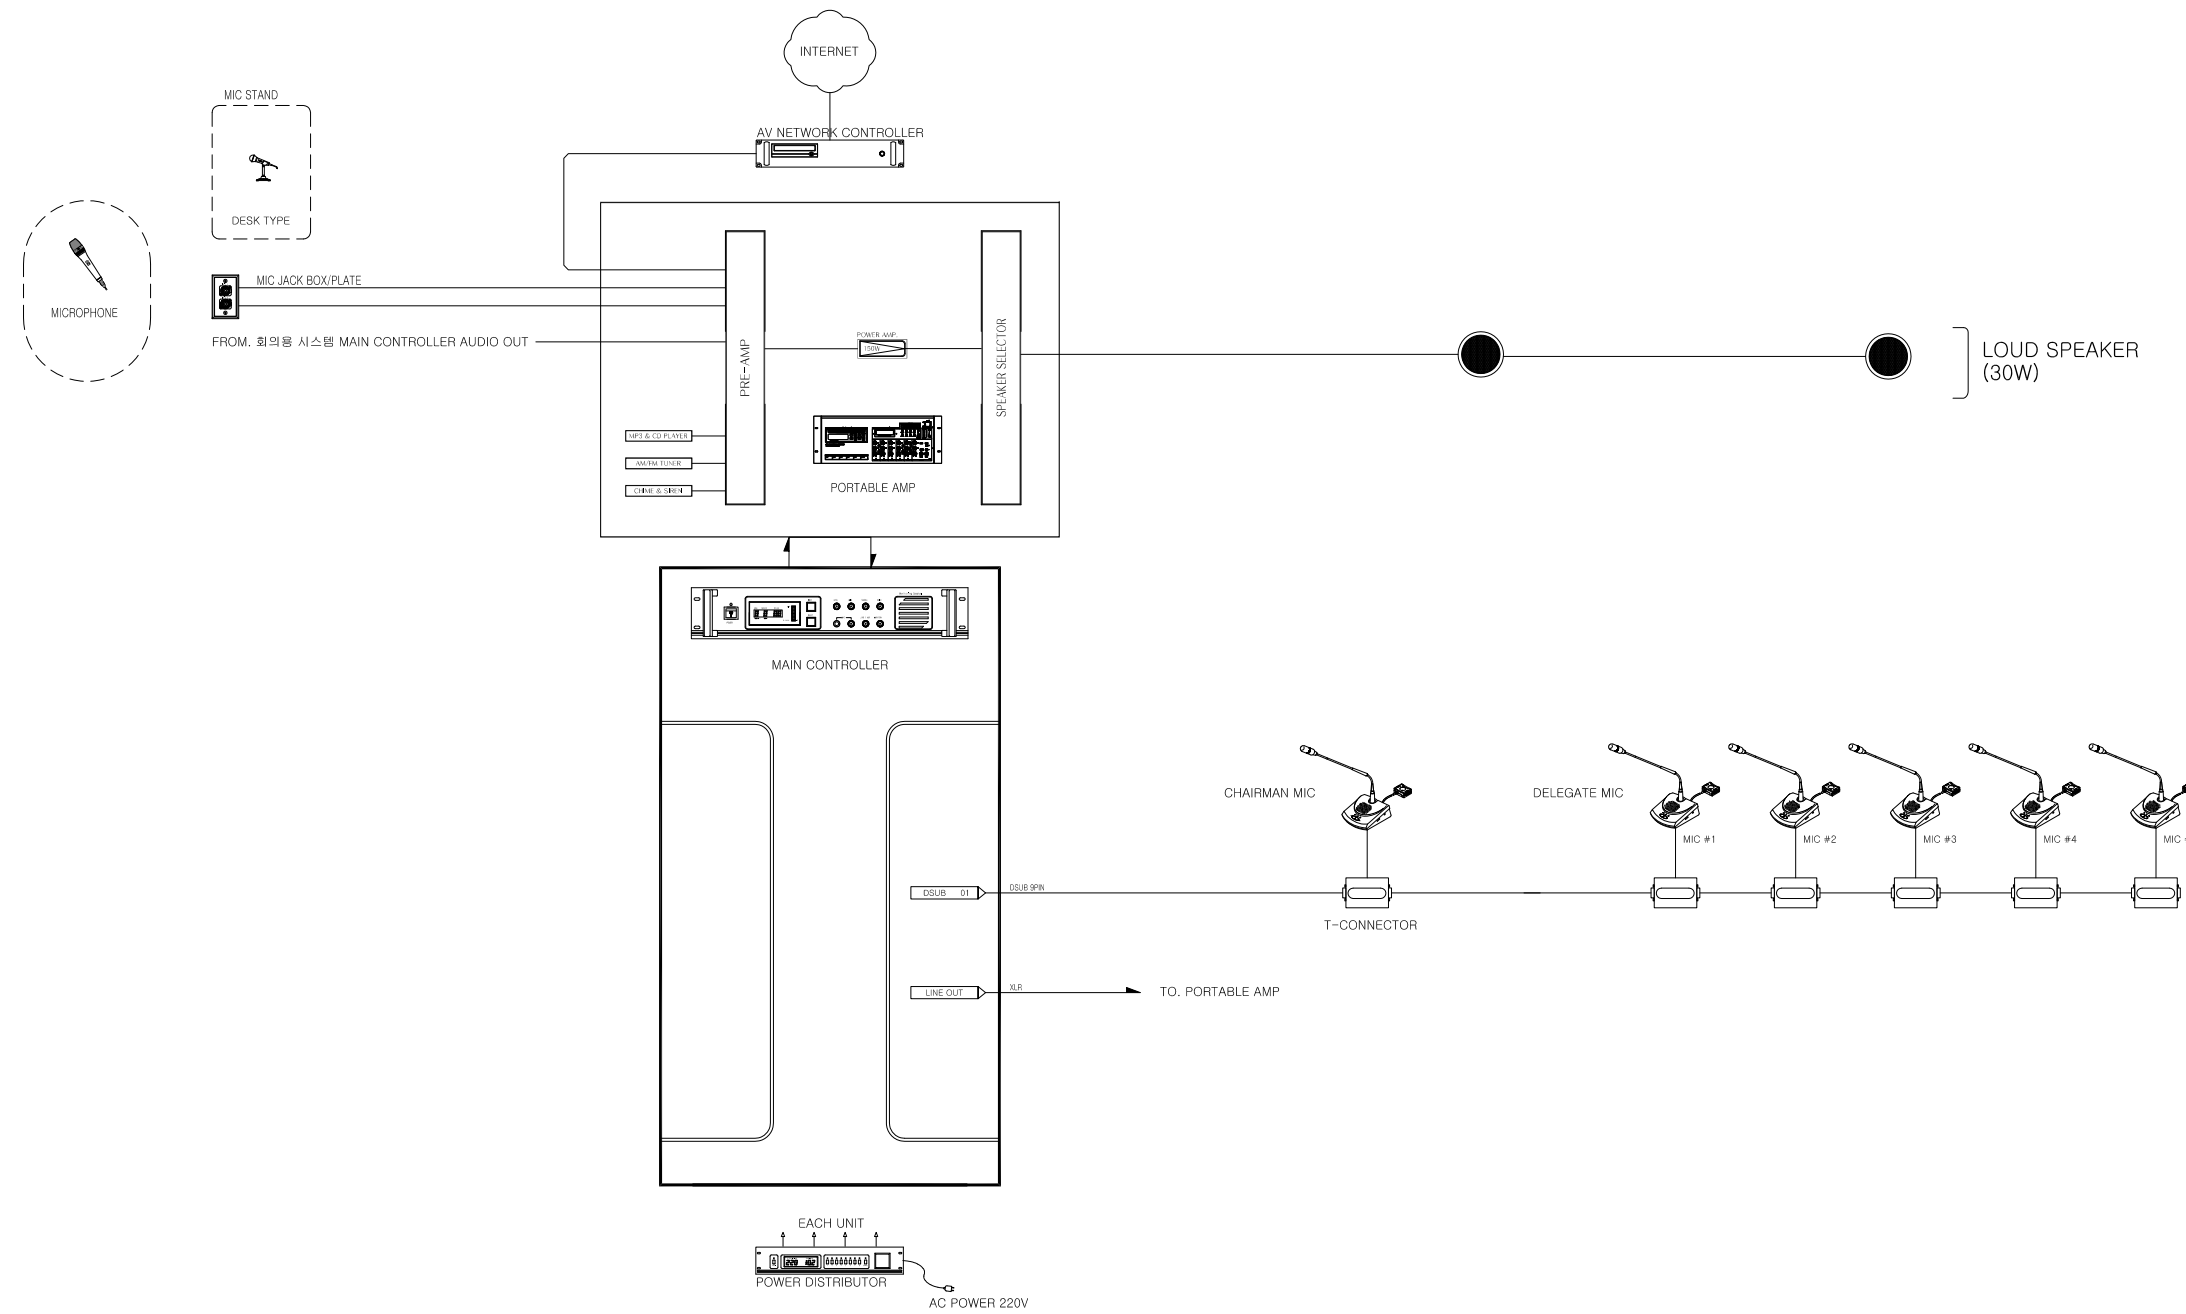 INTERNET
MIC STAND
AV NETWORK CONTROLLER
DESK TYPE
MIC JACK BOX/PLATE
MICROPHONE
FROM. 회의용 시스템 MAIN CONTROLLER AUDIO OUT
PRE-AMP
POWER AMP
150W
SPEAKER SELECTOR
LOUD SPEAKER
(30W)
MP3 & CD PLAYER
AM/FM TUNER
CHIME & SIREN
PORTABLE AMP
MAIN CONTROLLER
CHAIRMAN MIC
DELEGATE MIC
MIC #1
MIC #2
MIC #3
MIC #4
MIC
DSUB 01
DSUB 9PIN
T-CONNECTOR
LINE OUT
XLR
TO. PORTABLE AMP
EACH UNIT
POWER DISTRIBUTOR
AC POWER 220V